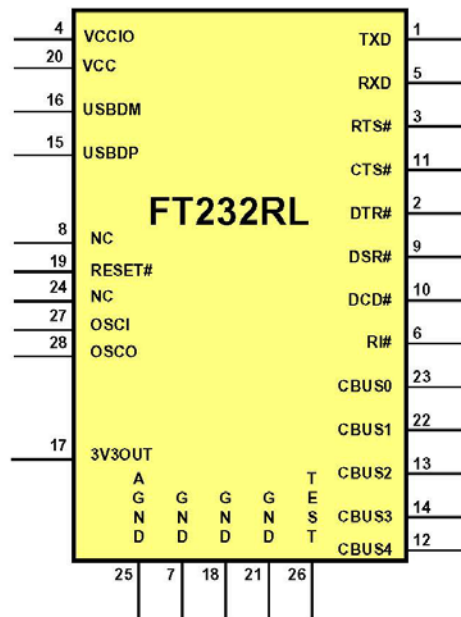 4 VCCIO TXD 1
20 VCC
RXD 5
16 USBDM
RTS# 3
15 USBDP
CTS# 11
FT232RL
DTR# 2
8 NC
DSR# 9
19 RESET#
24 NC
DCD# 10
27 OSCI
RI# 6
28 OSCO
CBUS0 23
CBUS1 22
17 3V3OUT
CBUS2 13
CBUS3 14
CBUS4 12
AGND
GND
GND
GND
TEST
25 7 18 21 26